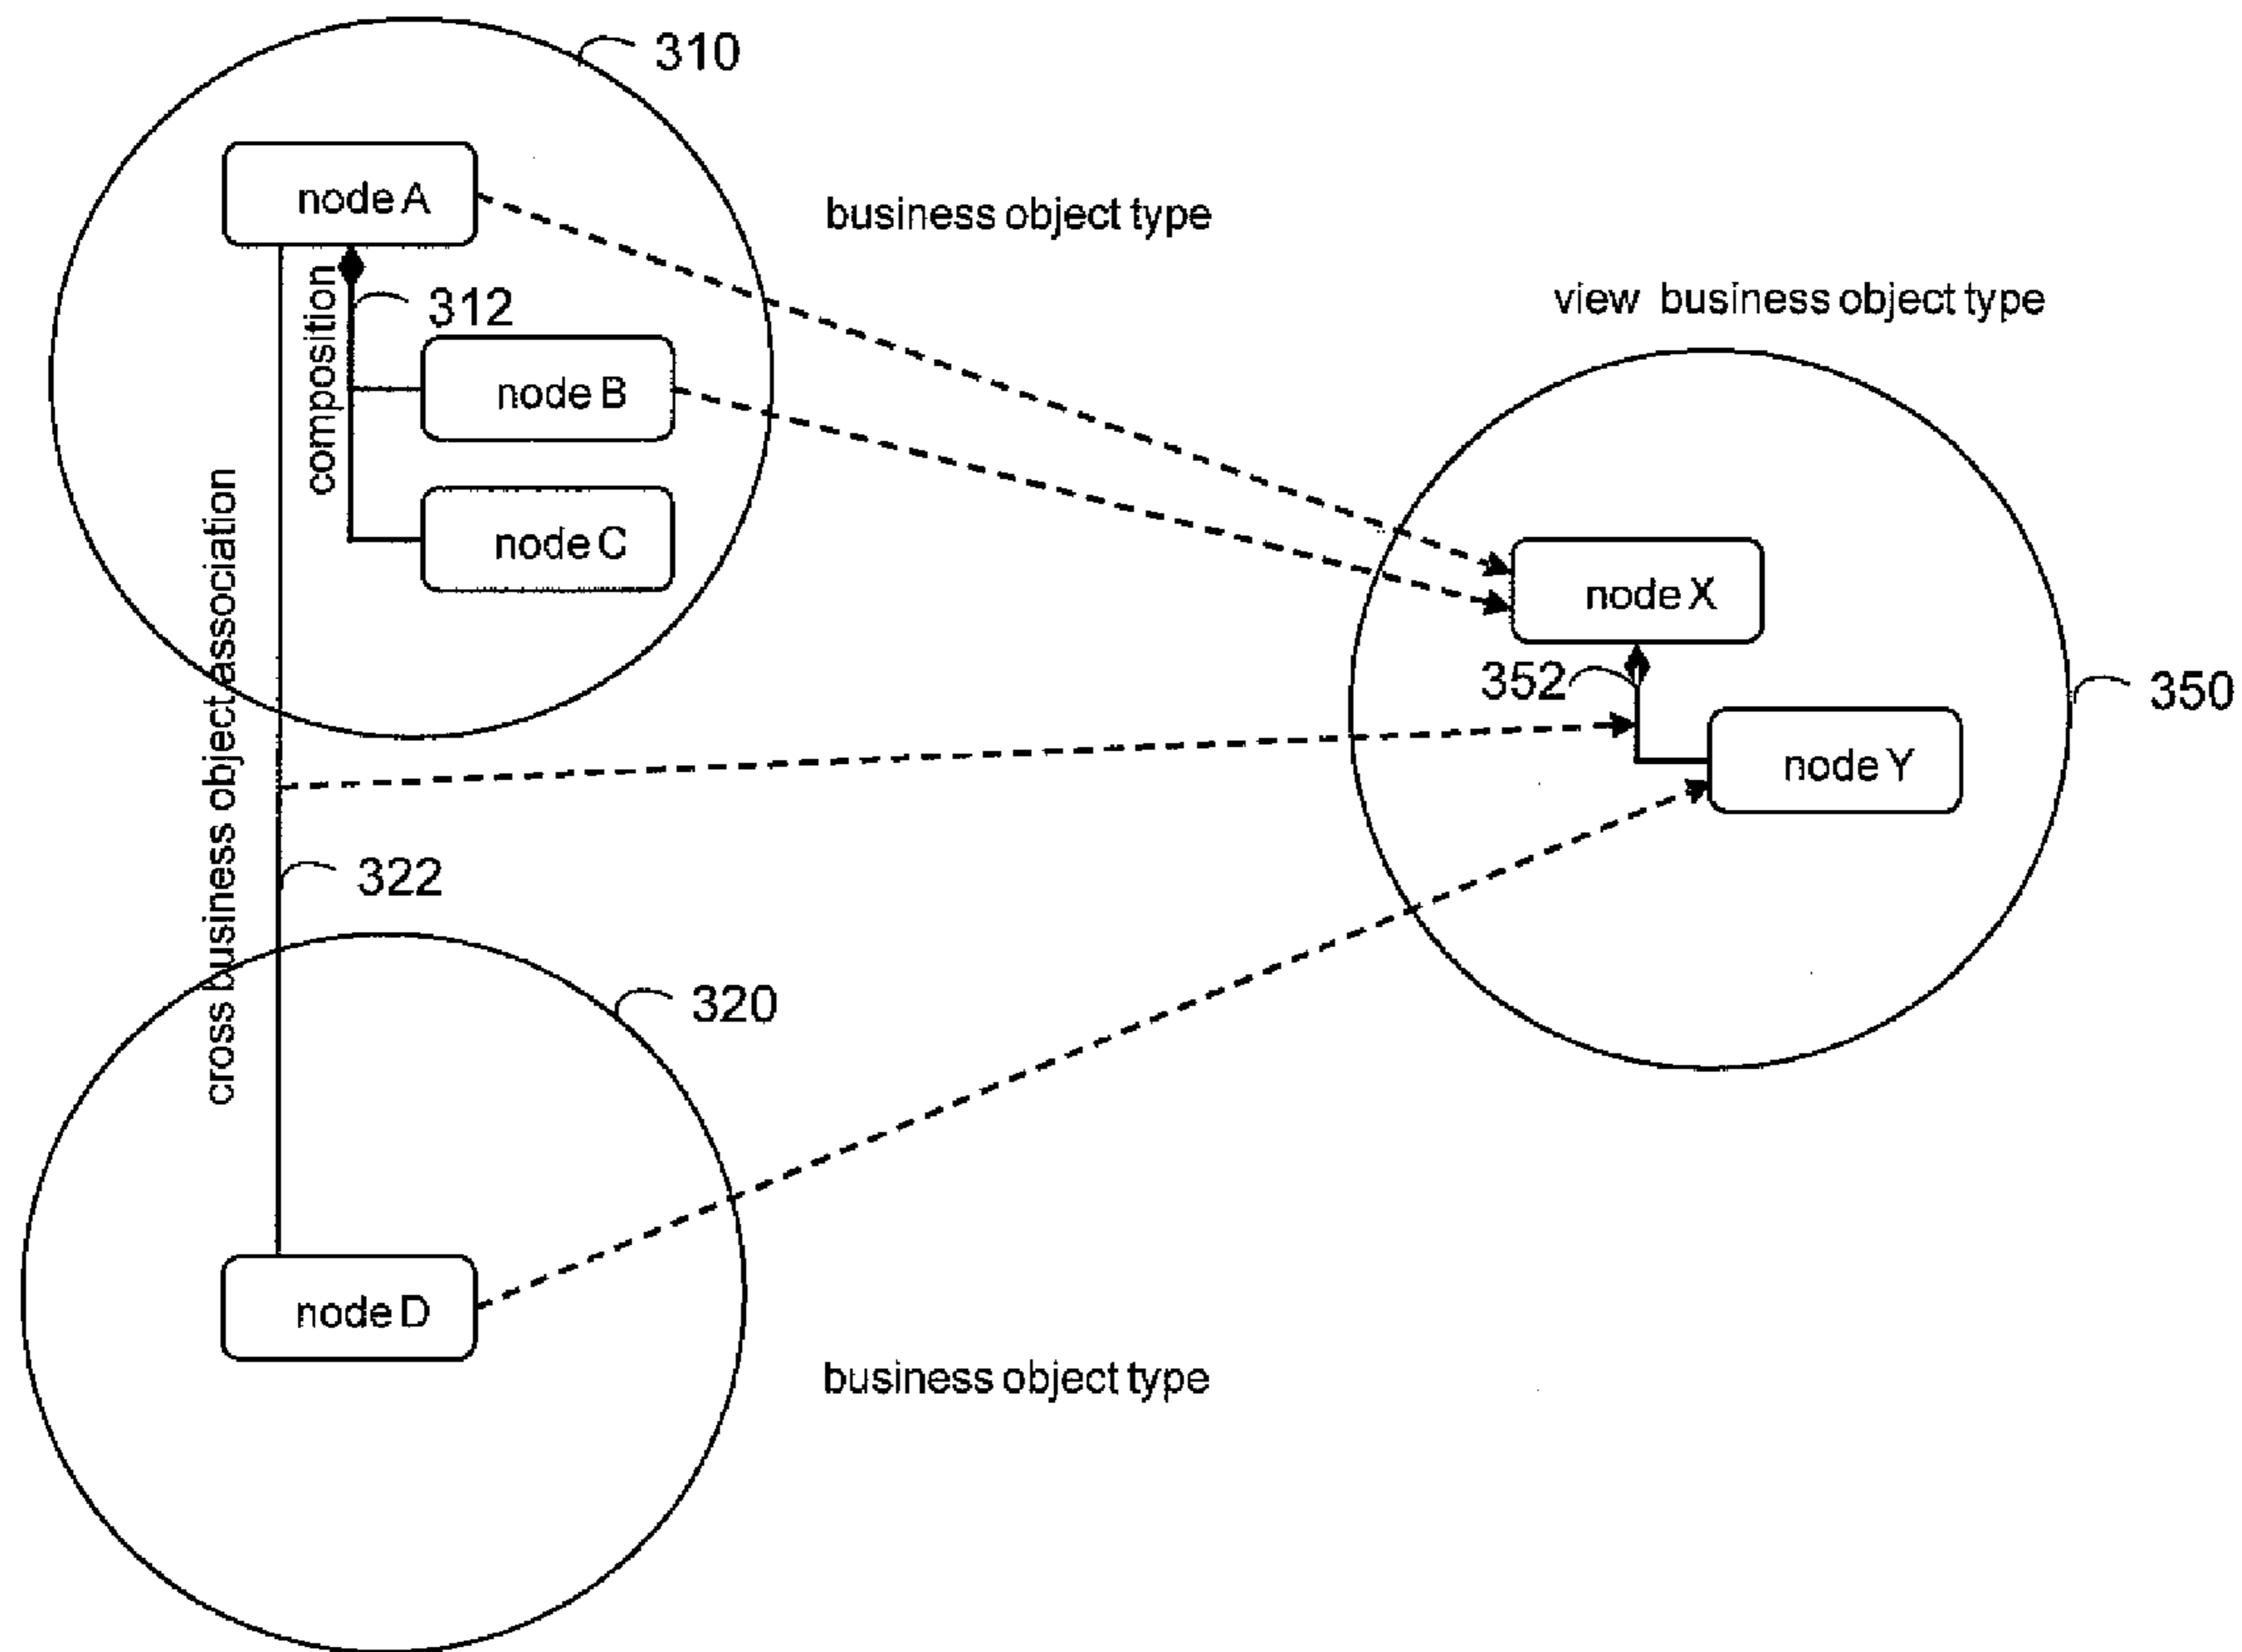 310
node A
business object type
composition
312
view business object type
node B
cross business object association
node C
node X
352
350
node Y
322
320
node D
business object type